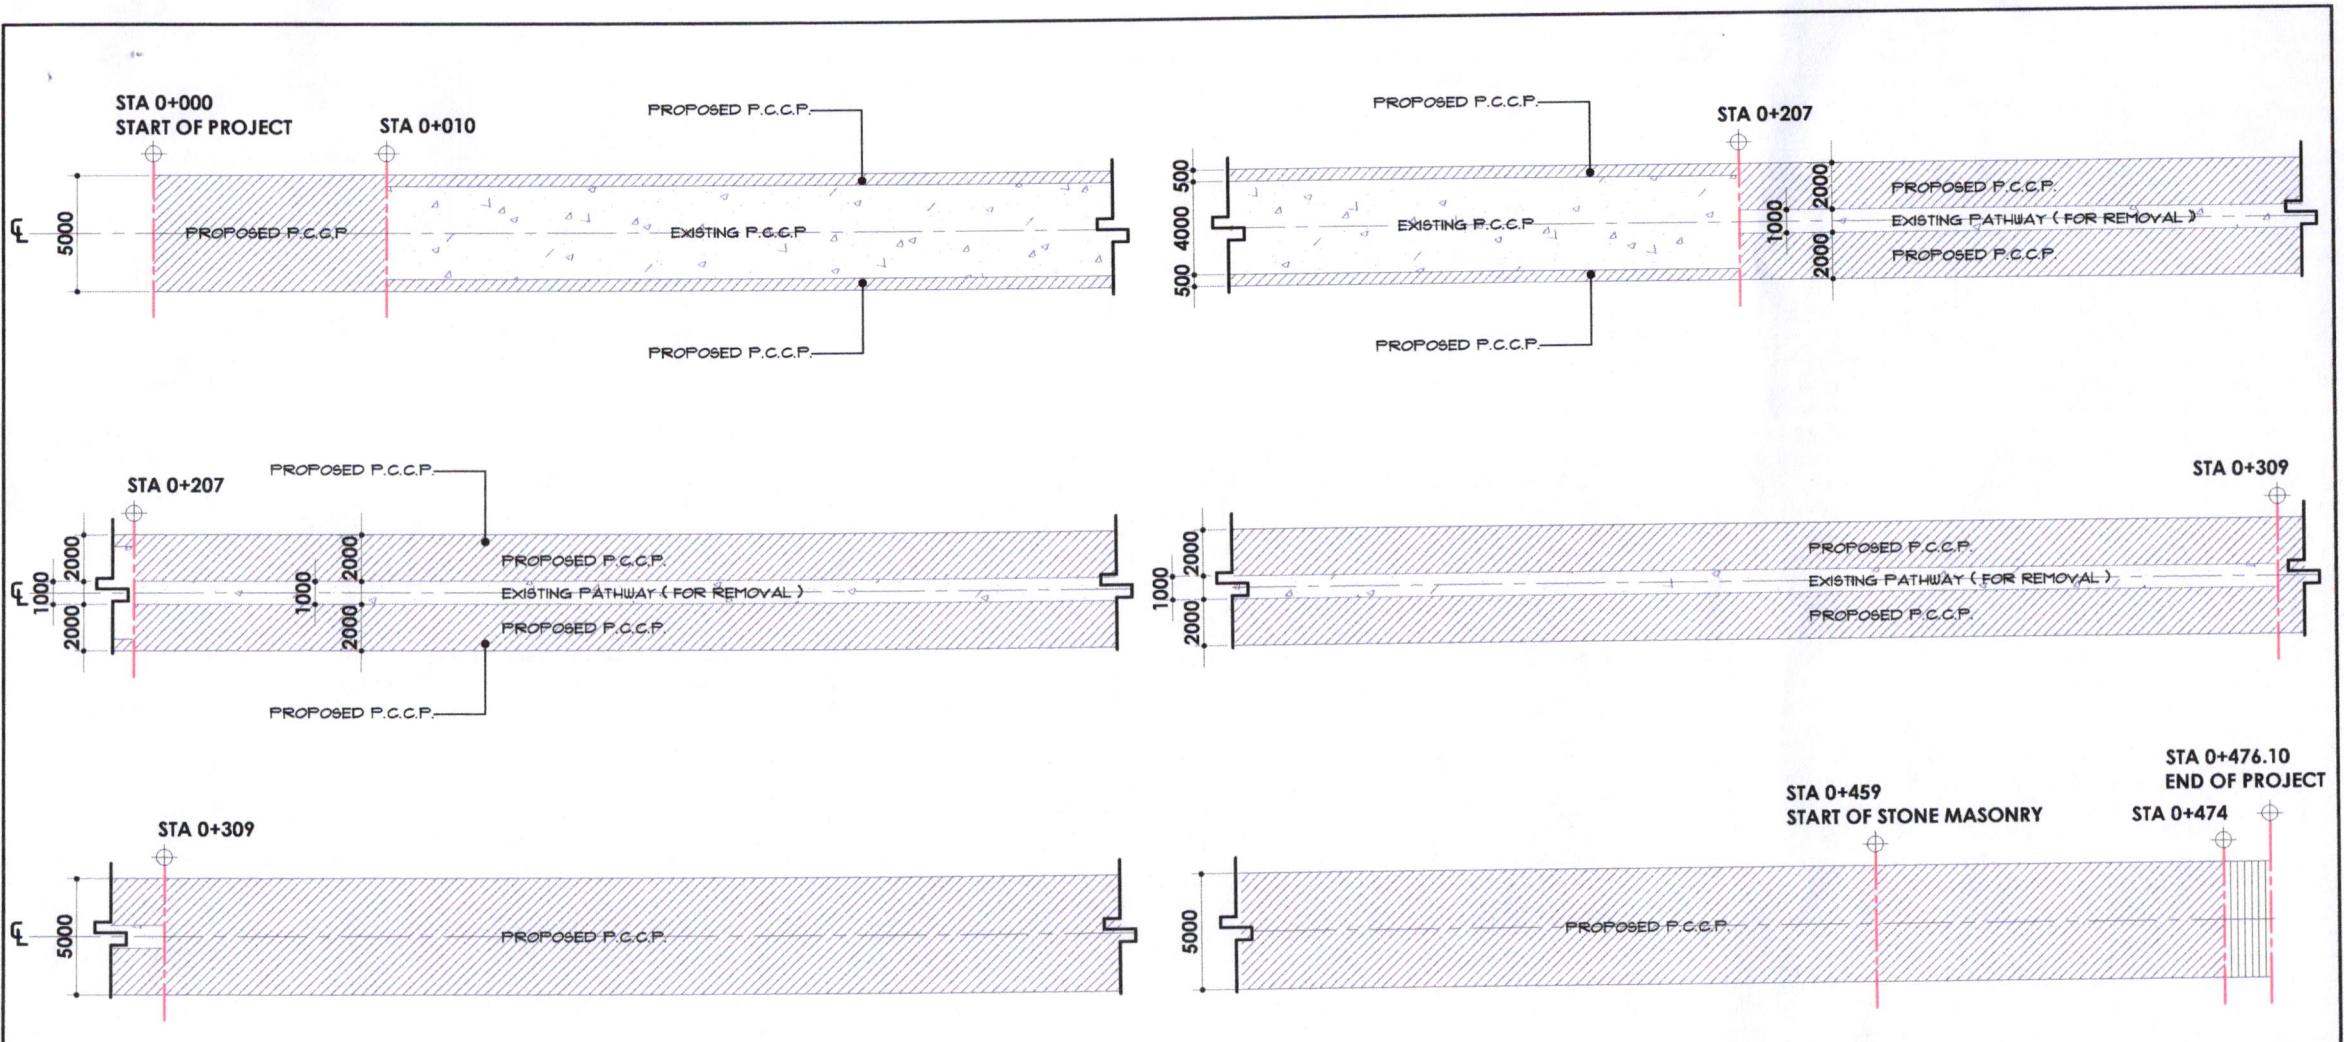 STA 0+000
START OF PROJECT
STA 0+010
PROPOSED P.C.C.P.
PROPOSED P.C.C.P.
STA 0+207
5000
PROPOSED P.C.C.P.
EXISTING P.C.C.P.
PROPOSED P.C.C.P.
500
4000
500
EXISTING P.C.C.P.
PROPOSED P.C.C.P.
1000
2000
2000
PROPOSED P.C.C.P.
EXISTING PATHWAY ( FOR REMOVAL )
PROPOSED P.C.C.P.
STA 0+207
PROPOSED P.C.C.P.
STA 0+309
1000
2000
2000
1000
2000
2000
PROPOSED P.C.C.P.
EXISTING PATHWAY ( FOR REMOVAL )
PROPOSED P.C.C.P.
PROPOSED P.C.C.P.
1000
2000
2000
PROPOSED P.C.C.P.
EXISTING PATHWAY ( FOR REMOVAL )
PROPOSED P.C.C.P.
STA 0+309
STA 0+459
START OF STONE MASONRY
STA 0+474
STA 0+476.10
END OF PROJECT
5000
PROPOSED P.C.C.P.
5000
PROPOSED P.C.C.P.